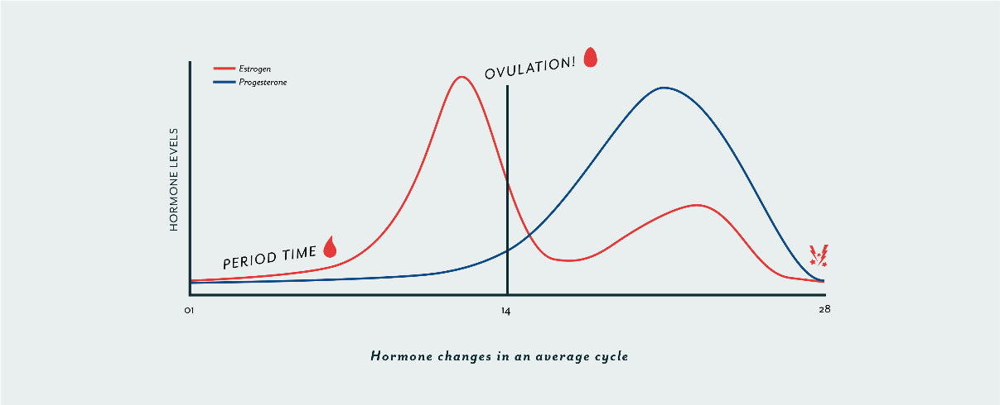 OVULATION!
Estrogen
Progesterone
HORMONE LEVELS
PERIOD TIME
01
14
28
Hormone changes in an average cycle